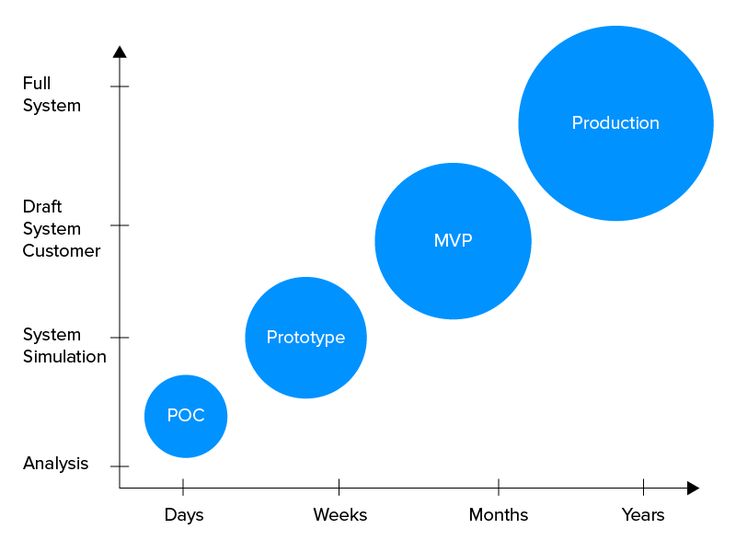 Full
System
Production
Draft
System
Customer
MVP
System
Simulation
Prototype
POC
Analysis
Days
Weeks
Months
Years